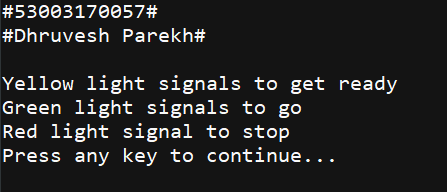 #53003170057#
#Dhruvesh Parekh#
Yellow light signals to get ready
Green light signals to go
Red light signal to stop
Press any key to continue...